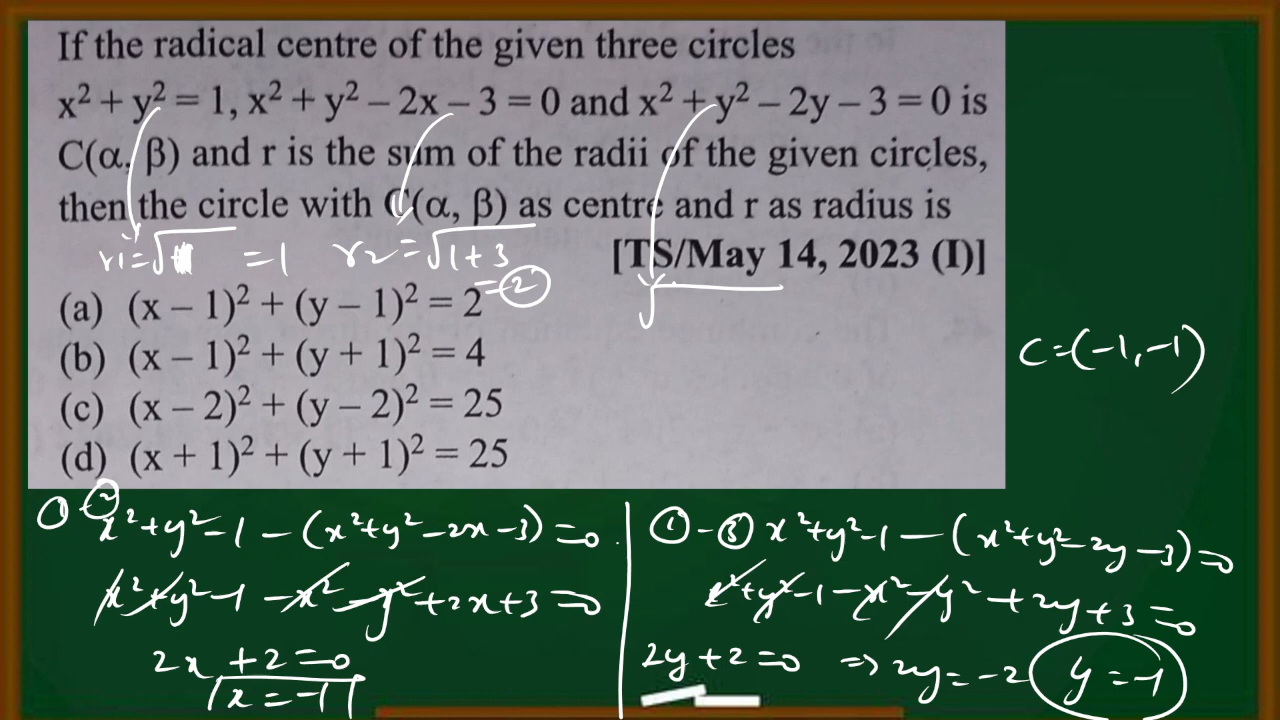 If the radical centre of the given three circles
x² + y² = 1, x² + y² – 2x – 3 = 0 and x² + y² – 2y – 3 = 0 is
C(α, β) and r is the sum of the radii of the given circles,
then the circle with C(α, β) as centre and r as radius is
[TS/May 14, 2023 (I)]
r1=√1 = 1 r2=√1+3
=2
√
(a) (x – 1)² + (y – 1)² = 2
(b) (x – 1)² + (y + 1)² = 4
(c) (x – 2)² + (y – 2)² = 25
(d) (x + 1)² + (y + 1)² = 25
C=(-1,-1)
① - ② x²+y²-1 - (x²+y²-2x-3)=0
x²+y²-1 -x² -y²+2x+3=0
2x+2=0
x=-1
① - ③ x²+y²-1 - (x²+y²-2y-3)=0
x²+y²-1-x²-y²+2y+3=0
2y+2=0 ⇒ 2y=-2 y=-1